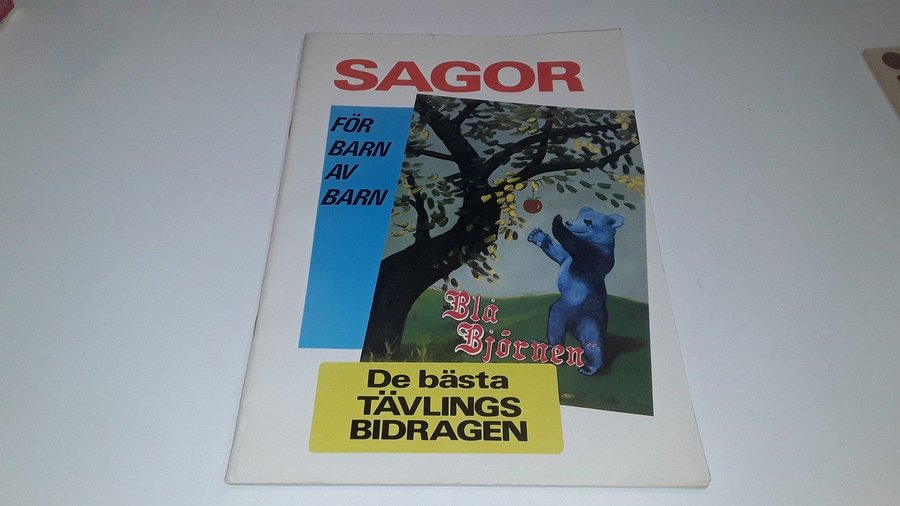 SAGOR
FÖR
BARN
AV
BARN
"Blå
Björnen"
De bästa
TÄVLINGS
BIDRAGEN